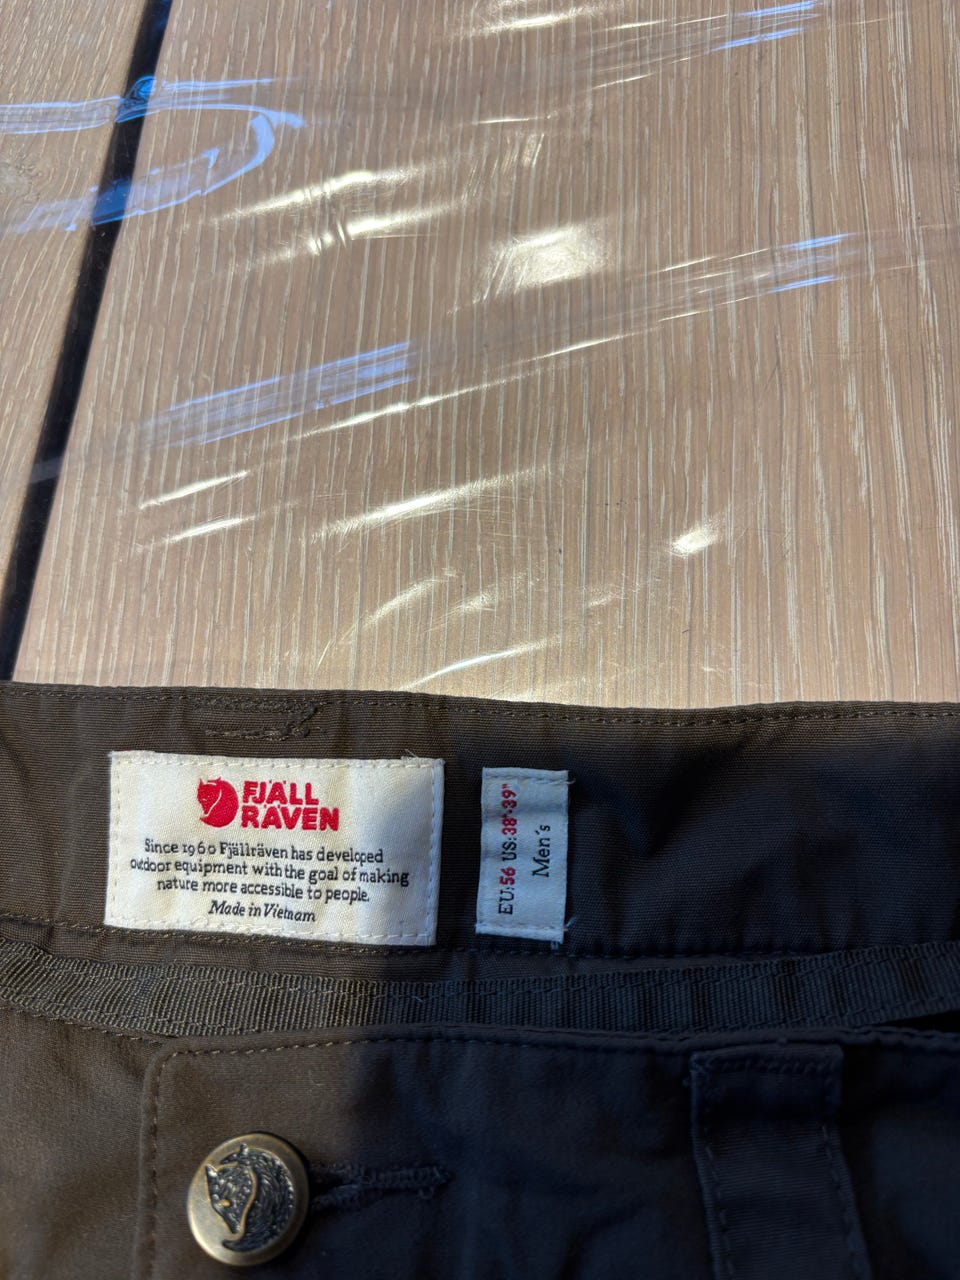 FJÄLL
RÄVEN
Since 1960 Fjällräven has developed
outdoor equipment with the goal of making
nature more accessible to people.
Made in Vietnam
EU:56 US:38"-39"
Men´s